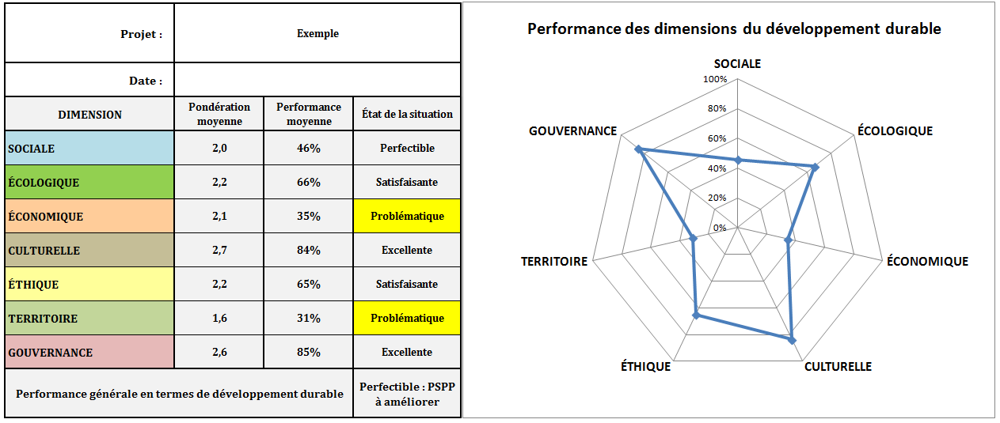 Projet :
Exemple
Date :
DIMENSION
Pondération
moyenne
Performance
moyenne
État de la situation
SOCIALE
2,0
46%
Perfectible
ÉCOLOGIQUE
2,2
66%
Satisfaisante
ÉCONOMIQUE
2,1
35%
Problématique
CULTURELLE
2,7
84%
Excellente
ÉTHIQUE
2,2
65%
Satisfaisante
TERRITOIRE
1,6
31%
Problématique
GOUVERNANCE
2,6
85%
Excellente
Performance générale en termes de développement durable
Perfectible : PSPP
à améliorer
Performance des dimensions du développement durable
SOCIALE
100%
80%
60%
40%
20%
0%
ÉCOLOGIQUE
ÉCONOMIQUE
CULTURELLE
ÉTHIQUE
TERRITOIRE
GOUVERNANCE